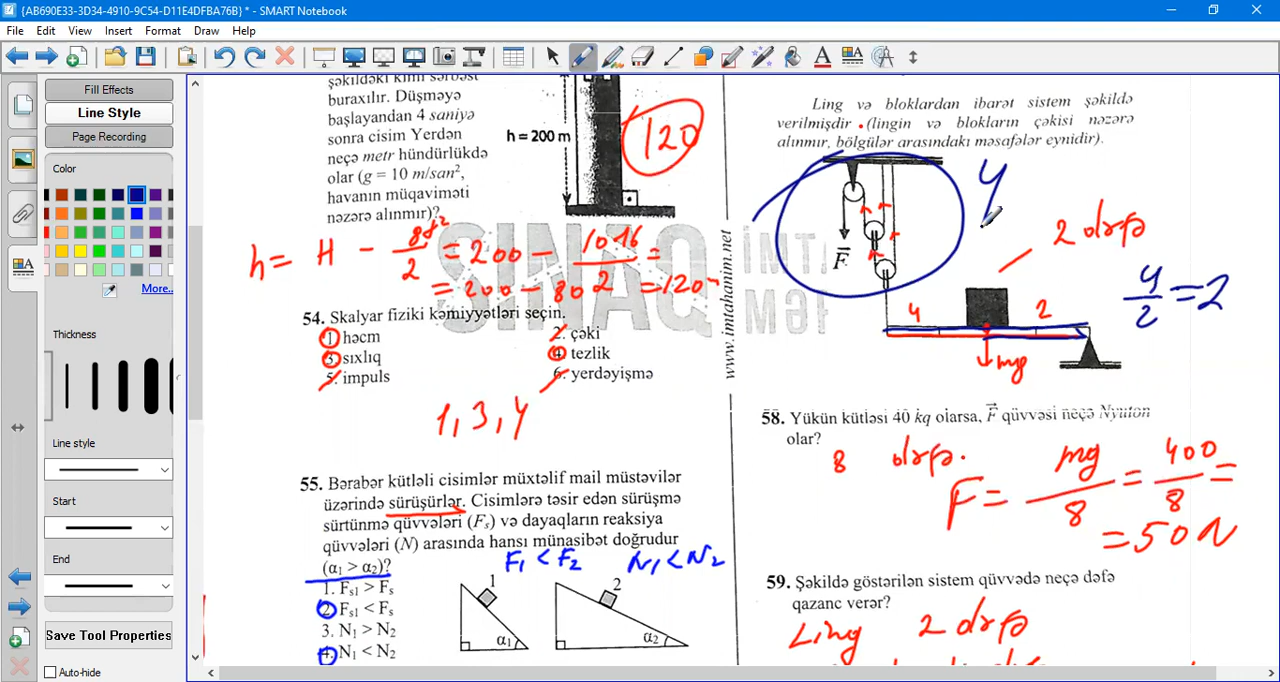 {AB690E33-3D34-4910-9C54-D11E4DFBA76B}* - SMART Notebook
File Edit View Insert Format Draw Help
Fill Effects
Line Style
Page Recording
Color
More..
Thickness
Line style
Start
End
Save Tool Properties
Auto-hide
şəkildəki kimi sərbəst
buraxılır. Düşməyə
başlayandan 4 saniyə
sonra cisim Yerdən
neçə metr hündürlükdə
olar (g = 10 m/san²,
havanın müqaviməti
nəzərə alınmır)?
h = 200 m
120
h = H - gt²/2 = 200 - 10·16/2 =
= 200 - 80 = 120
54. Skalyar fiziki kəmiyyətləri seçin.
1. həcm 2. çəki
3. sıxlıq 4. tezlik
5. impuls 6. yerdəyişmə
1, 3, 4
55. Bərabər kütləli cisimlər müxtəlif mail müstəvilər
üzərində sürüşürlər. Cisimlərə təsir edən sürüşmə
sürtünmə qüvvələri (Fₛ) və dayaqların reaksiya
qüvvələri (N) arasında hansı münasibət doğrudur
(α₁ > α₂)?
F₁ < F₂ N₁ < N₂
1. Fs1 > Fs
2. Fs1 < Fs
3. N₁ > N₂
4. N₁ < N₂
1 α₁
2 α₂
SINAQ İMT
www.imtahanim.net
Ling və bloklardan ibarət sistem şəkildə
verilmişdir. (lingin və blokların çəkisi nəzərə
alınmır, bölgülər arasındakı məsafələr eynidir).
F
4
2 dəfə
4/2 = 2
4 2
mg
58. Yükün kütləsi 40 kq olarsa, F qüvvəsi neçə Nyuton
olar?
8 dəfə.
F = mg/8 = 400/8 =
= 50 N
59. Şəkildə göstərilən sistem qüvvədə neçə dəfə
qazanc verər?
Ling 2 dəfə